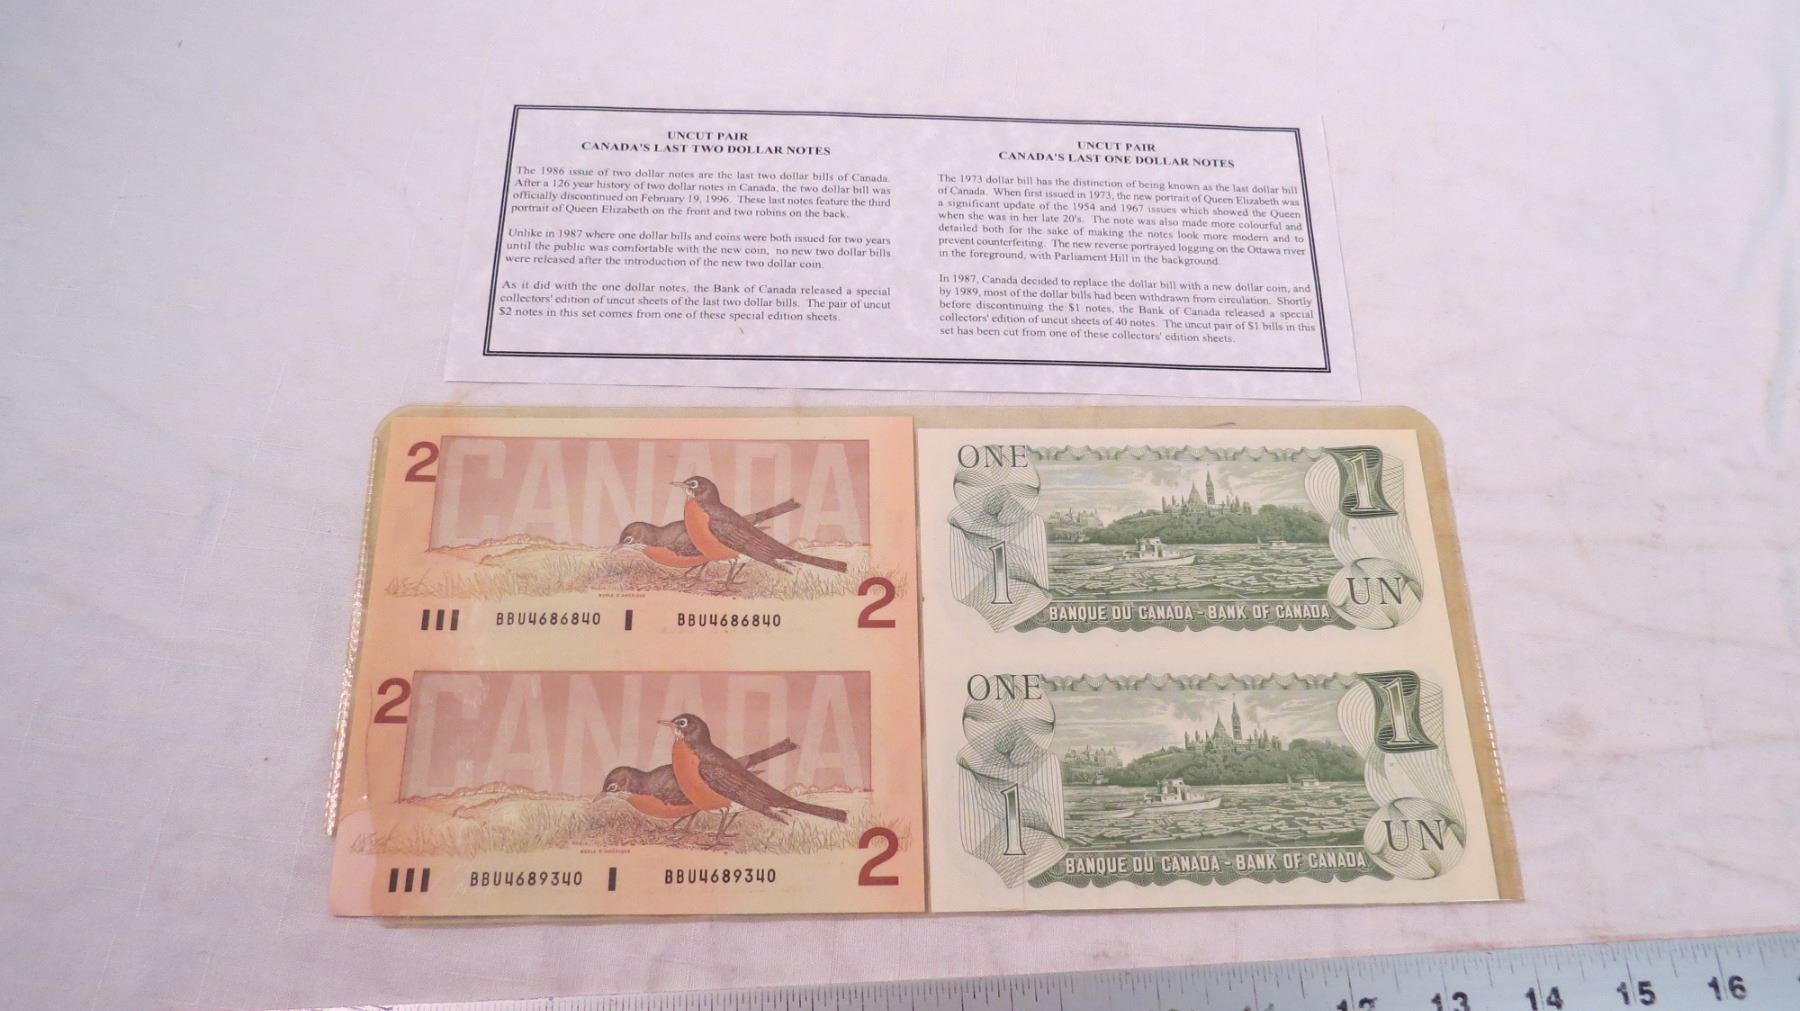 UNCUT PAIR
CANADA'S LAST TWO DOLLAR NOTES
The 1986 issue of two dollar notes are the last two dollar bills of Canada.
After a 126 year history of two dollar notes in Canada, the two dollar bill was
officially discontinued on February 19, 1996. These last notes feature the third
portrait of Queen Elizabeth on the front and two robins on the back.
Unlike in 1987 where one dollar bills and coins were both issued for two years
until the public was comfortable with the new coin, no new two dollar bills
were released after the introduction of the new two dollar coin.
As it did with the one dollar notes, the Bank of Canada released a special
collectors' edition of uncut sheets of the last two dollar bills. The pair of uncut
$2 notes in this set comes from one of these special edition sheets.
UNCUT PAIR
CANADA'S LAST ONE DOLLAR NOTES
The 1973 dollar bill has the distinction of being known as the last dollar bill
of Canada. When first issued in 1973, the new portrait of Queen Elizabeth was
a significant update of the 1954 and 1967 issues which showed the Queen
when she was in her late 20's. The note was also made more colourful and
detailed both for the sake of making the notes look more modern and to
prevent counterfeiting. The new reverse portrayed logging on the Ottawa river
in the foreground, with Parliament Hill in the background.
In 1987, Canada decided to replace the dollar bill with a new dollar coin, and
by 1989, most of the dollar bills had been withdrawn from circulation. Shortly
before discontinuing the $1 notes, the Bank of Canada released a special
collectors' edition of uncut sheets of 40 notes. The uncut pair of $1 bills in this
set has been cut from one of these collectors' edition sheets.
2
CANADA
MERLE D'AMÉRIQUE
BBU4686840 BBU4686840
2
2
CANADA
MERLE D'AMÉRIQUE
BBU4689340 BBU4689340
2
ONE 1
1 UN
BANQUE DU CANADA - BANK OF CANADA
ONE 1
1 UN
BANQUE DU CANADA - BANK OF CANADA
12 13 14 15 16